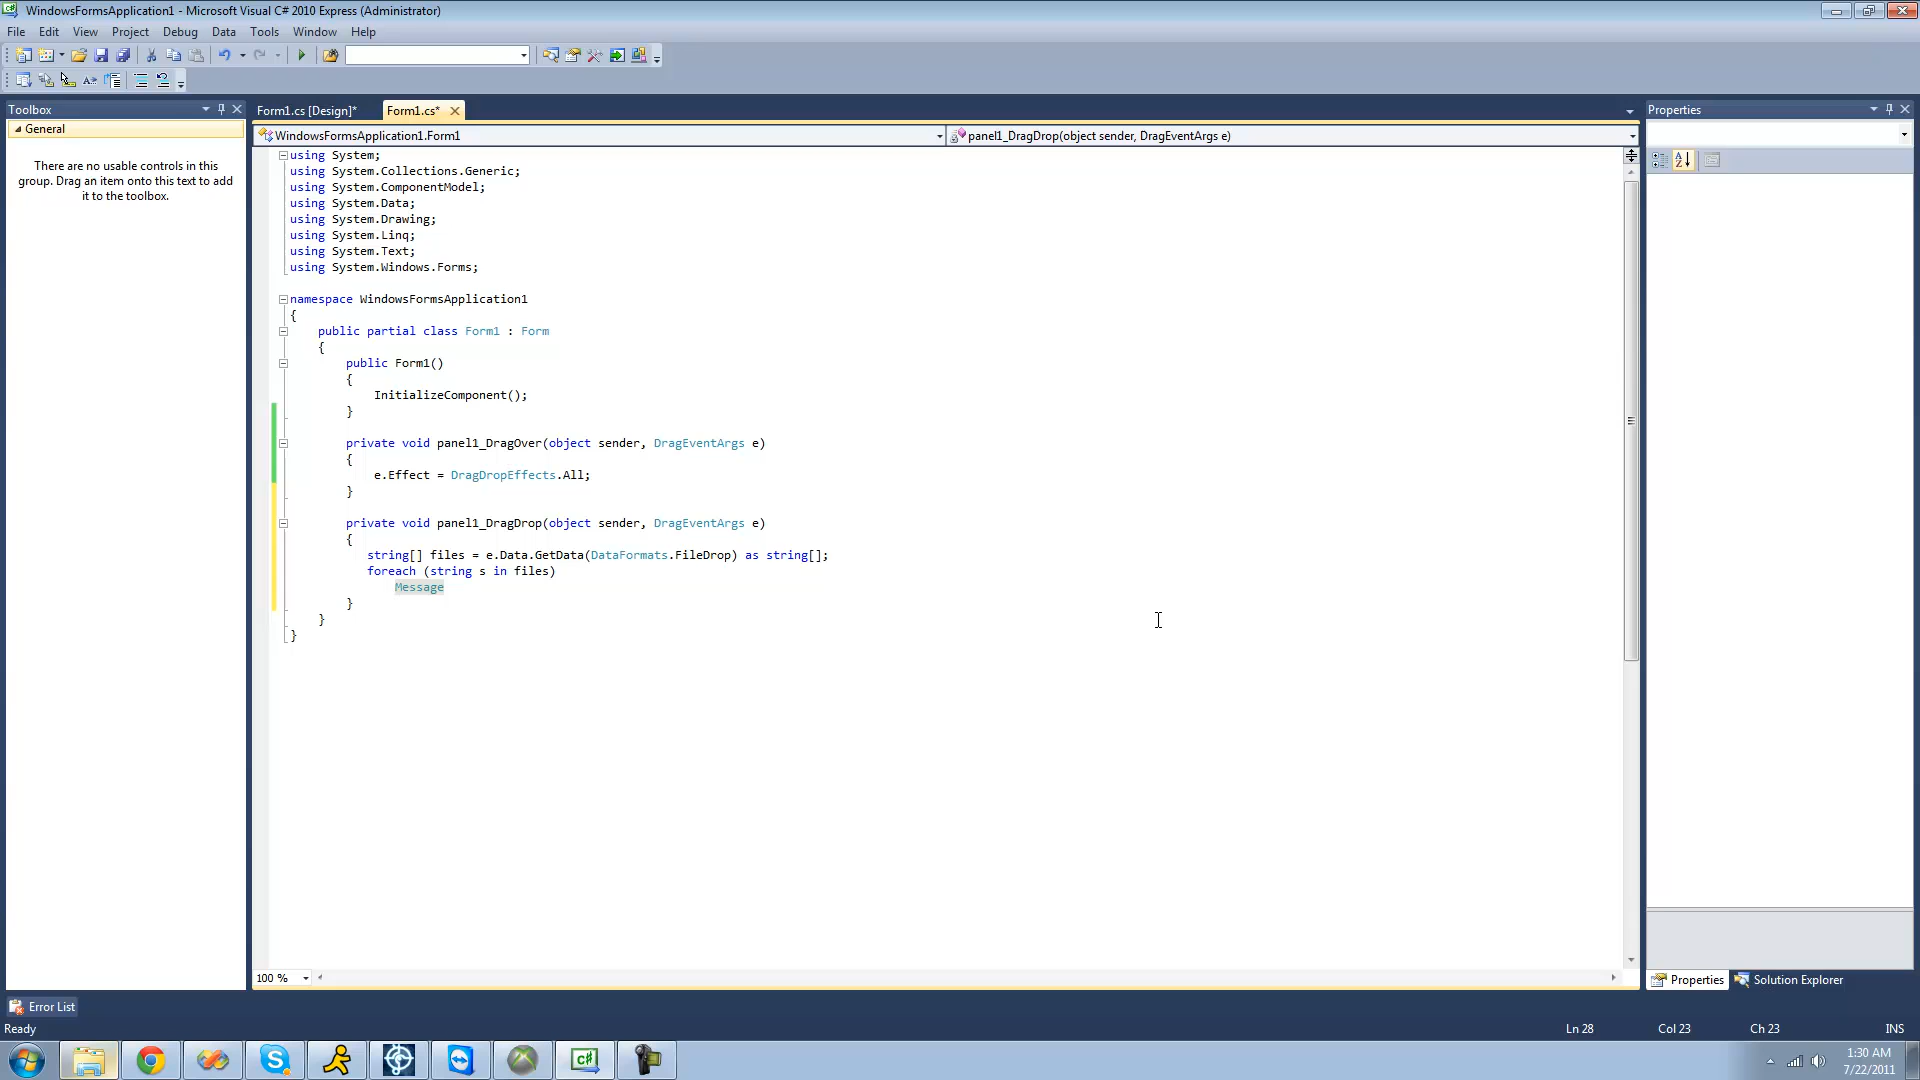 WindowsFormsApplication1 - Microsoft Visual C# 2010 Express (Administrator)
File Edit View Project Debug Data Tools Window Help
Toolbox
General
There are no usable controls in this
group. Drag an item onto this text to add
it to the toolbox.
Form1.cs [Design]* Form1.cs*
WindowsFormsApplication1.Form1 panel1_DragDrop(object sender, DragEventArgs e)
using System;
using System.Collections.Generic;
using System.ComponentModel;
using System.Data;
using System.Drawing;
using System.Linq;
using System.Text;
using System.Windows.Forms;
namespace WindowsFormsApplication1
{
public partial class Form1 : Form
{
public Form1()
{
InitializeComponent();
}
private void panel1_DragOver(object sender, DragEventArgs e)
{
e.Effect = DragDropEffects.All;
}
private void panel1_DragDrop(object sender, DragEventArgs e)
{
string[] files = e.Data.GetData(DataFormats.FileDrop) as string[];
foreach (string s in files)
Message
}
}
}
100 %
Properties
Properties Solution Explorer
Error List
Ready Ln 28 Col 23 Ch 23 INS
C#
1:30 AM
7/22/2011